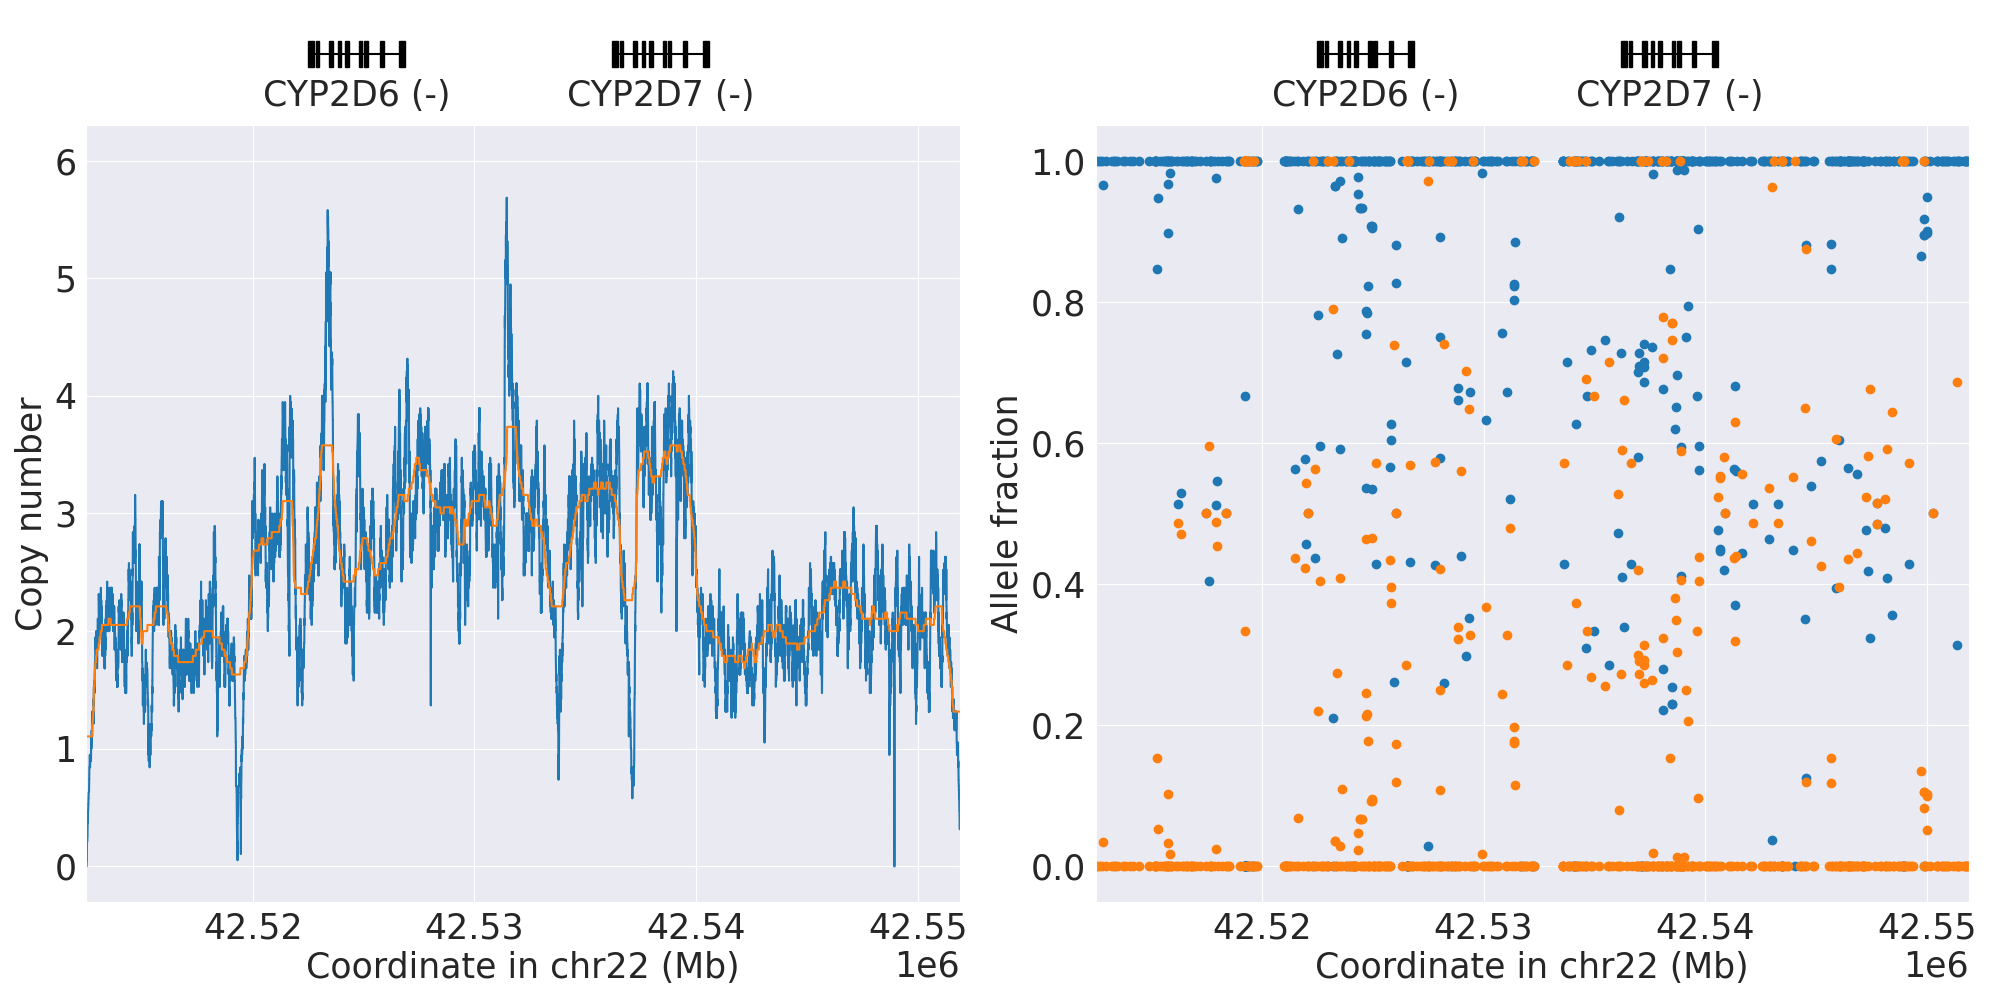 CYP2D6 (-) CYP2D7 (-)
Copy number
6
5
4
3
2
1
0
42.52 42.53 42.54 42.55
Coordinate in chr22 (Mb) 1e6
CYP2D6 (-) CYP2D7 (-)
Allele fraction
1.0
0.8
0.6
0.4
0.2
0.0
42.52 42.53 42.54 42.55
Coordinate in chr22 (Mb) 1e6